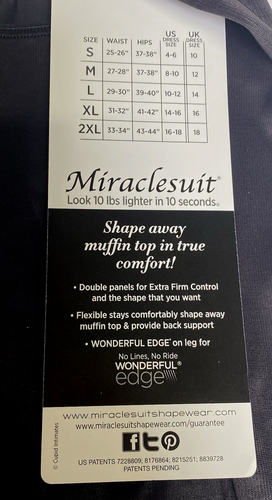 SIZE WAIST HIPS US DRESS SIZE UK DRESS SIZE
S 25-26" 37-38" 4-6 10
M 27-28" 37-38" 8-10 12
L 29-30" 39-40" 10-12 14
XL 31-32" 41-42" 14-16 16
2XL 33-34" 43-44" 16-18 18
Miraclesuit®
Look 10 lbs lighter in 10 seconds®
Shape away
muffin top in true
comfort!
• Double panels for Extra Firm Control
and the shape that you want
• Flexible stays comfortably shape away
muffin top & provide back support
• WONDERFUL EDGE® on leg for
No Lines, No Ride
WONDERFUL®
edge
www.miraclesuitshapewear.com
www.miraclesuitshapewear.com/guarantee
© Cupid Intimates
US PATENTS 7228809; 8176864; 8215251; 8839728
PATENTS PENDING